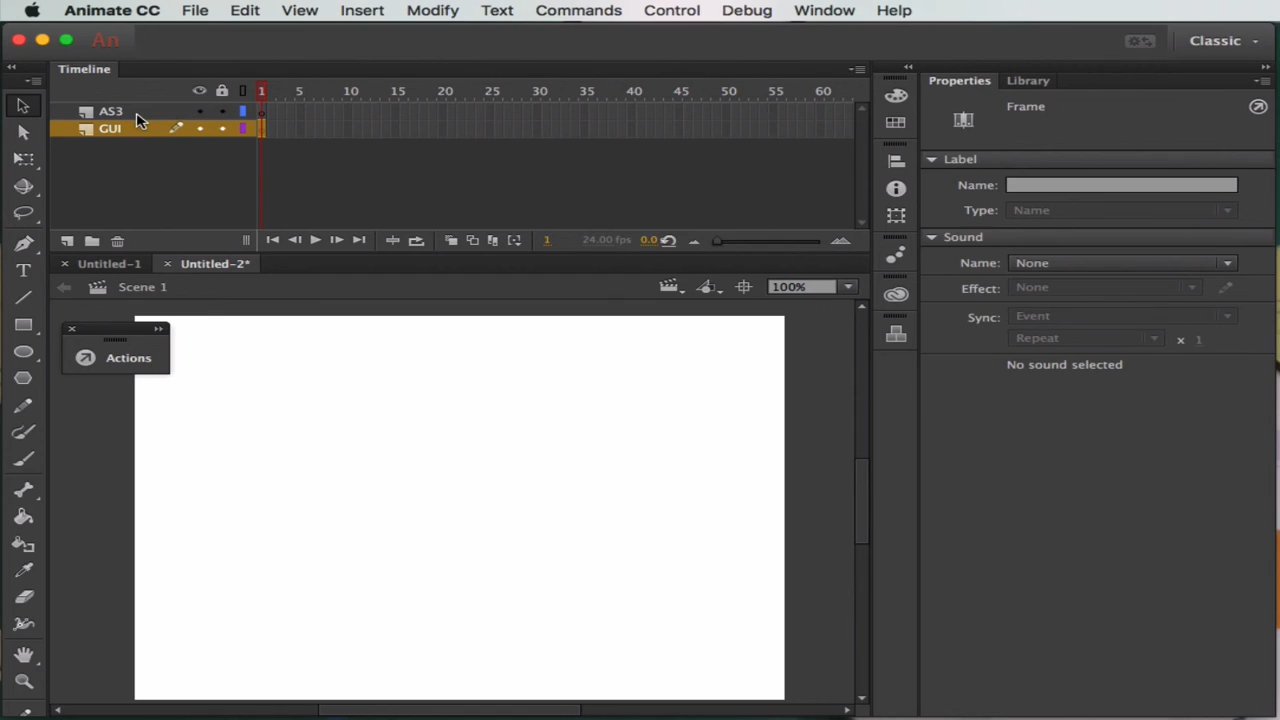 Animate CC File Edit View Insert Modify Text Commands Control Debug Window Help
An Classic
Timeline
1 5 10 15 20 25 30 35 40 45 50 55 60
AS3
GUI
1 24.00 fps 0.0
Untitled-1 Untitled-2*
Scene 1 100%
Actions
Properties Library
Frame
Label
Name:
Type: Name
Sound
Name: None
Effect: None
Sync: Event
Repeat x 1
No sound selected